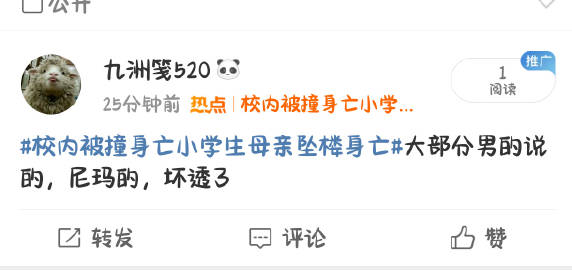 公开
九洲笺520🐼
推广
1
阅读
25分钟前 热点 | 校内被撞身亡小学...
#校内被撞身亡小学生母亲坠楼身亡#大部分男的说
的，尼玛的，坏透了
转发
评论
赞